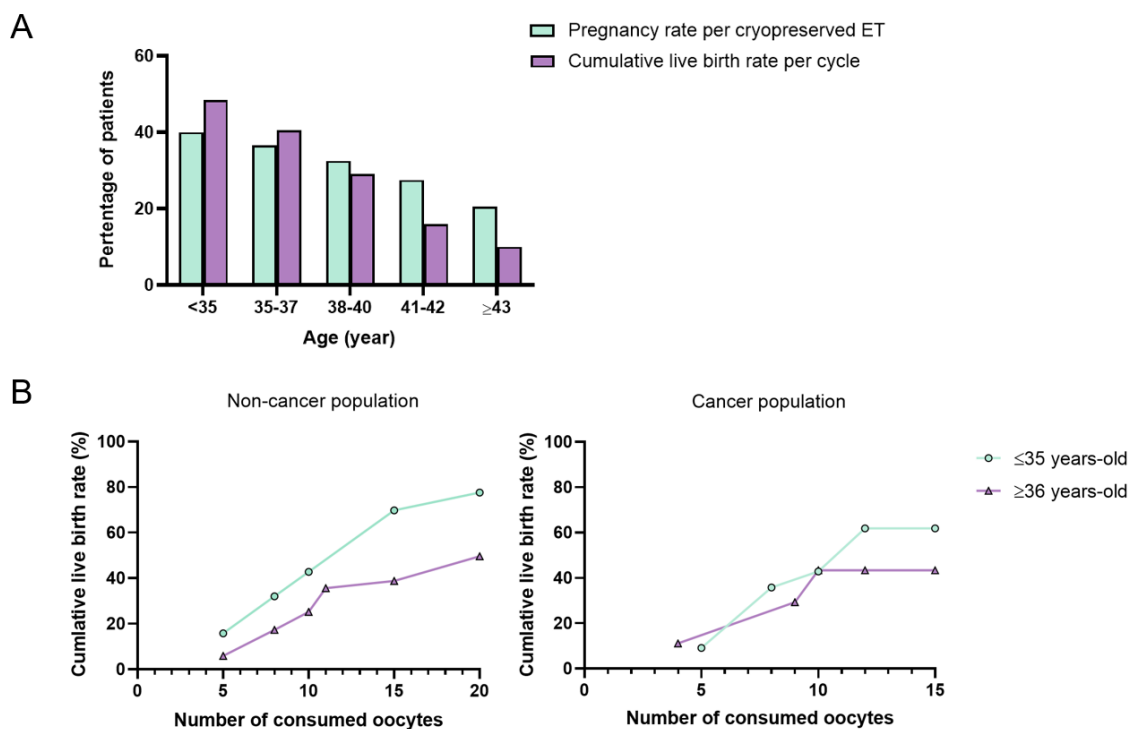 A
Pregnancy rate per cryopreserved ET
Cumulative live birth rate per cycle
Pertentage of patients
60
40
20
0
<35 35-37 38-40 41-42 ≥43
Age (year)
B
Non-cancer population
Cumlative live birth rate (%)
100
80
60
40
20
0
0 5 10 15 20
Number of consumed oocytes
Cancer population
Cumlative live birth rate (%)
100
80
60
40
20
0
0 5 10 15
Number of consumed oocytes
≤35 years-old
≥36 years-old